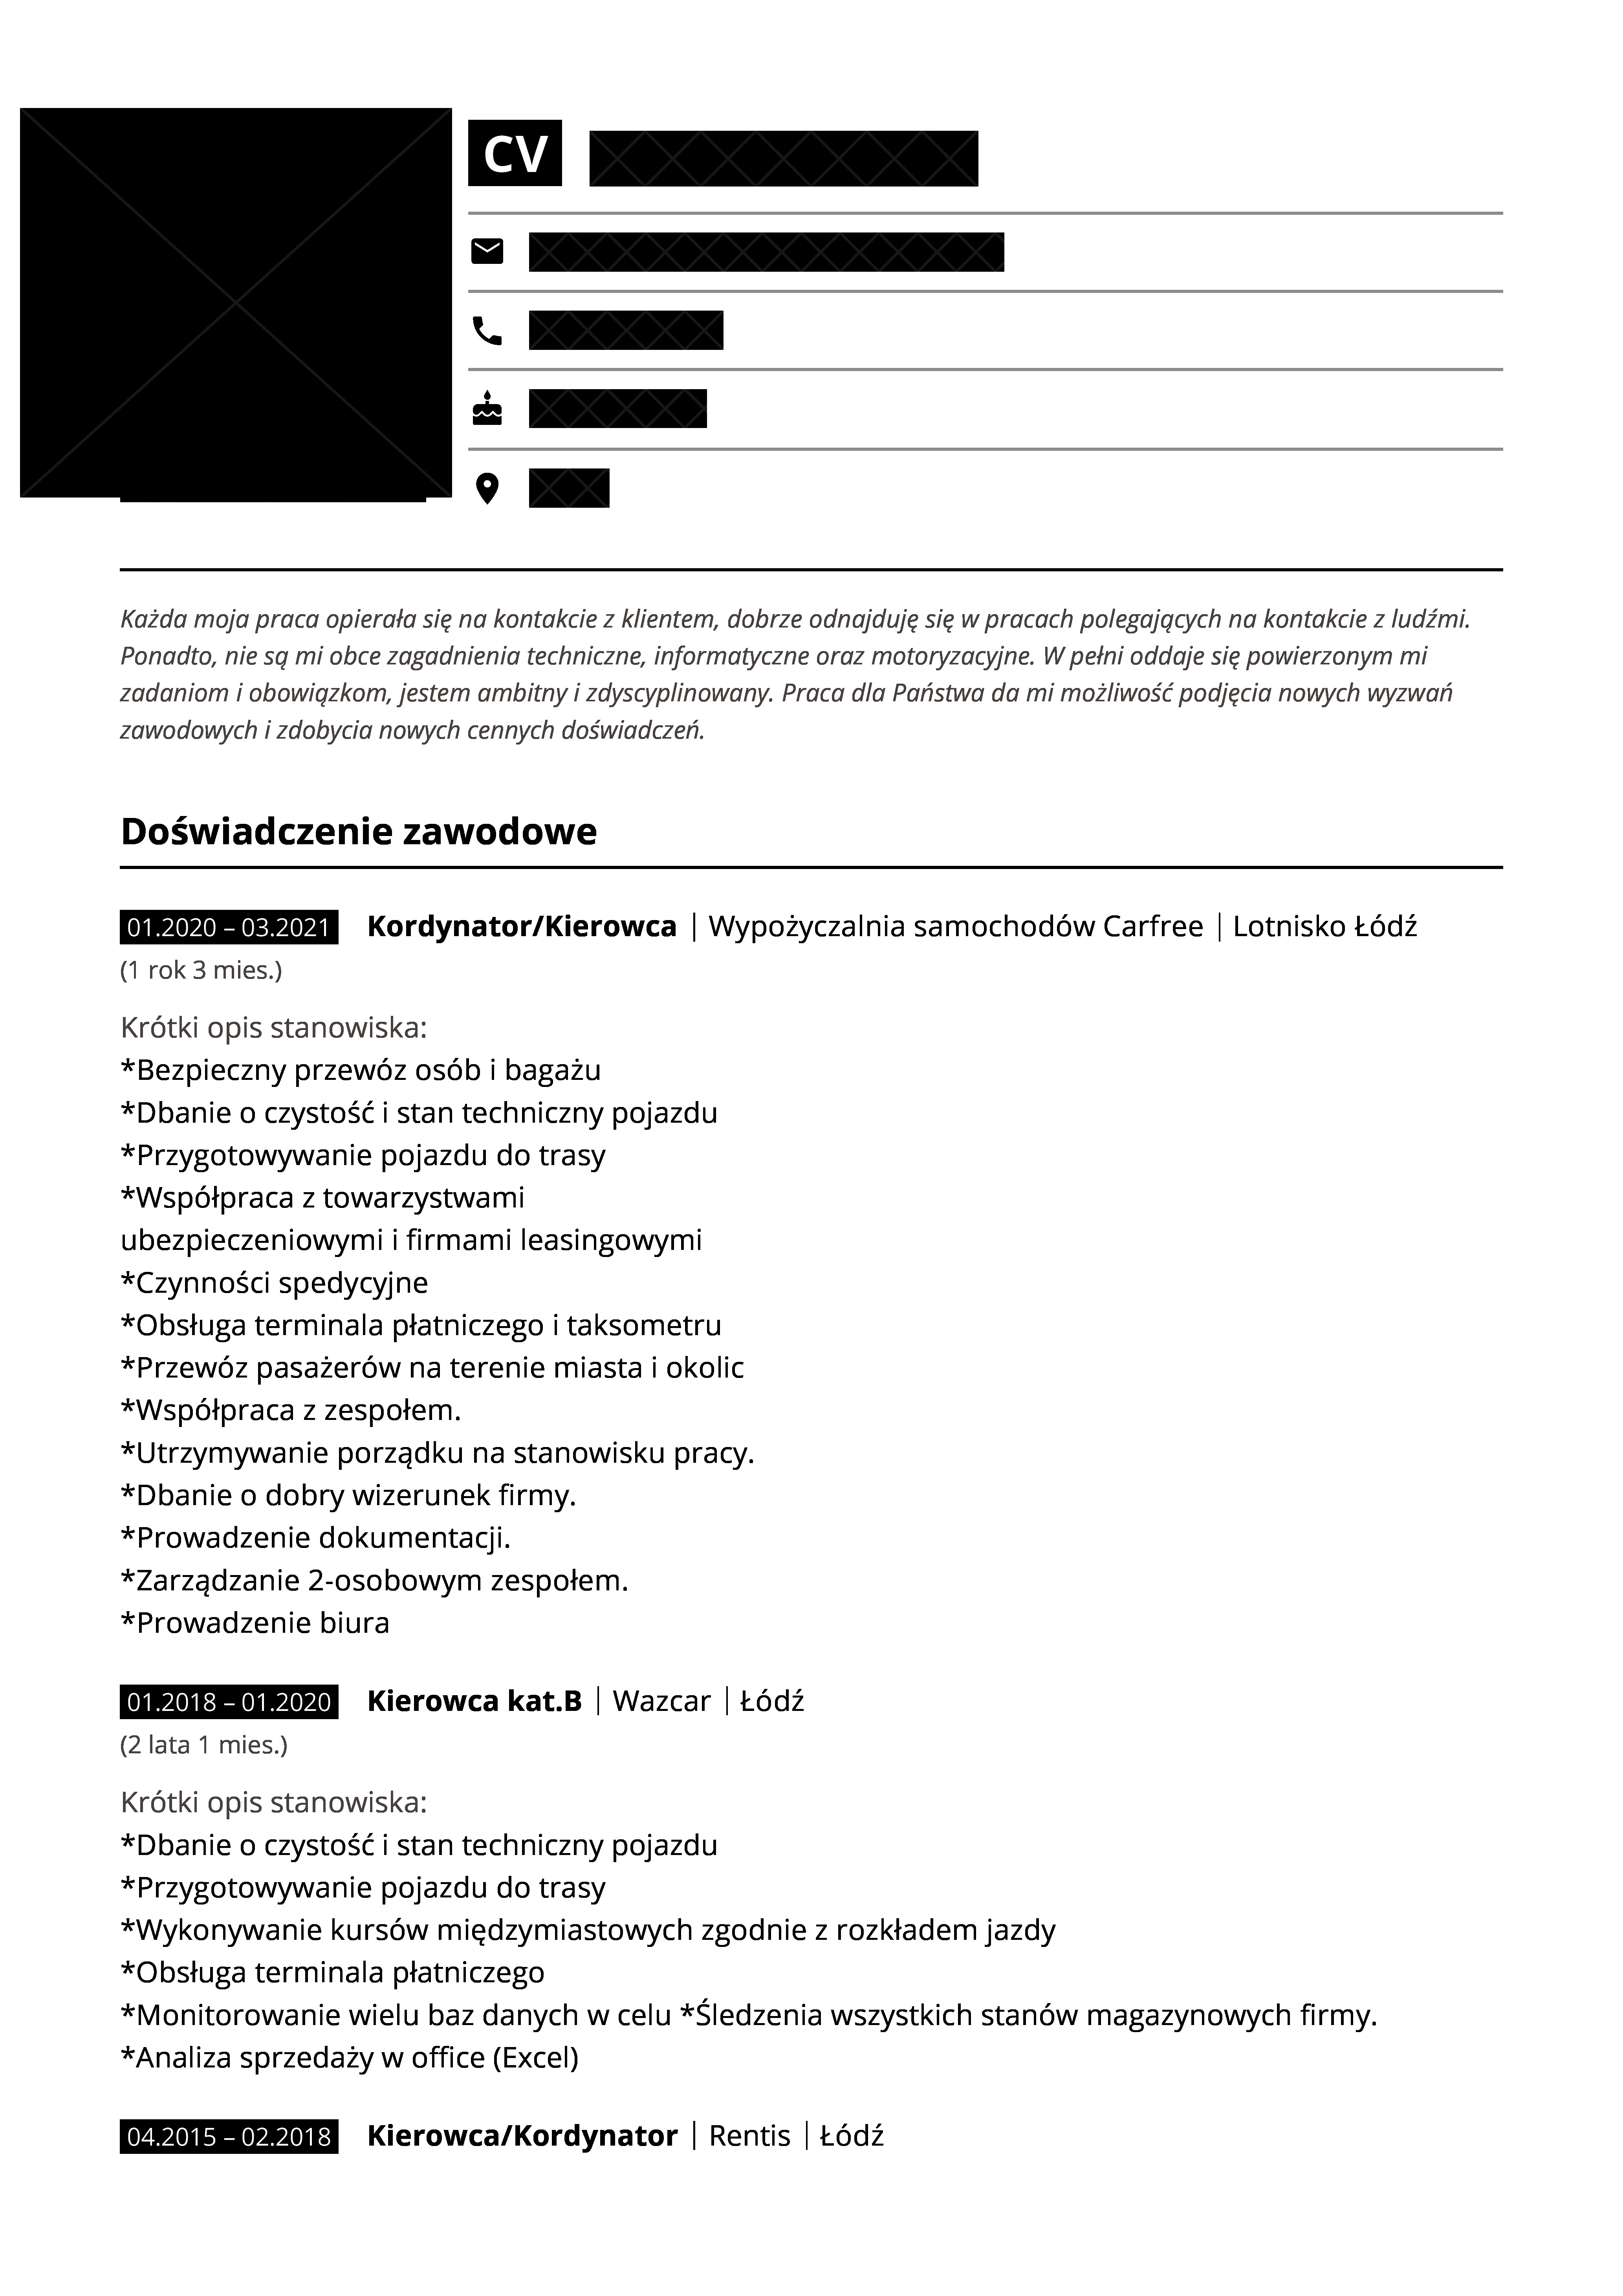 CV
Każda moja praca opierała się na kontakcie z klientem, dobrze odnajduję się w pracach polegających na kontakcie z ludźmi.
Ponadto, nie są mi obce zagadnienia techniczne, informatyczne oraz motoryzacyjne. W pełni oddaje się powierzonym mi
zadaniom i obowiązkom, jestem ambitny i zdyscyplinowany. Praca dla Państwa da mi możliwość podjęcia nowych wyzwań
zawodowych i zdobycia nowych cennych doświadczeń.
Doświadczenie zawodowe
01.2020 – 03.2021 Kordynator/Kierowca | Wypożyczalnia samochodów Carfree | Lotnisko Łódź
(1 rok 3 mies.)
Krótki opis stanowiska:
*Bezpieczny przewóz osób i bagażu
*Dbanie o czystość i stan techniczny pojazdu
*Przygotowywanie pojazdu do trasy
*Współpraca z towarzystwami
ubezpieczeniowymi i firmami leasingowymi
*Czynności spedycyjne
*Obsługa terminala płatniczego i taksometru
*Przewóz pasażerów na terenie miasta i okolic
*Współpraca z zespołem.
*Utrzymywanie porządku na stanowisku pracy.
*Dbanie o dobry wizerunek firmy.
*Prowadzenie dokumentacji.
*Zarządzanie 2-osobowym zespołem.
*Prowadzenie biura
01.2018 – 01.2020 Kierowca kat.B | Wazcar | Łódź
(2 lata 1 mies.)
Krótki opis stanowiska:
*Dbanie o czystość i stan techniczny pojazdu
*Przygotowywanie pojazdu do trasy
*Wykonywanie kursów międzymiastowych zgodnie z rozkładem jazdy
*Obsługa terminala płatniczego
*Monitorowanie wielu baz danych w celu *Śledzenia wszystkich stanów magazynowych firmy.
*Analiza sprzedaży w office (Excel)
04.2015 – 02.2018 Kierowca/Kordynator | Rentis | Łódź